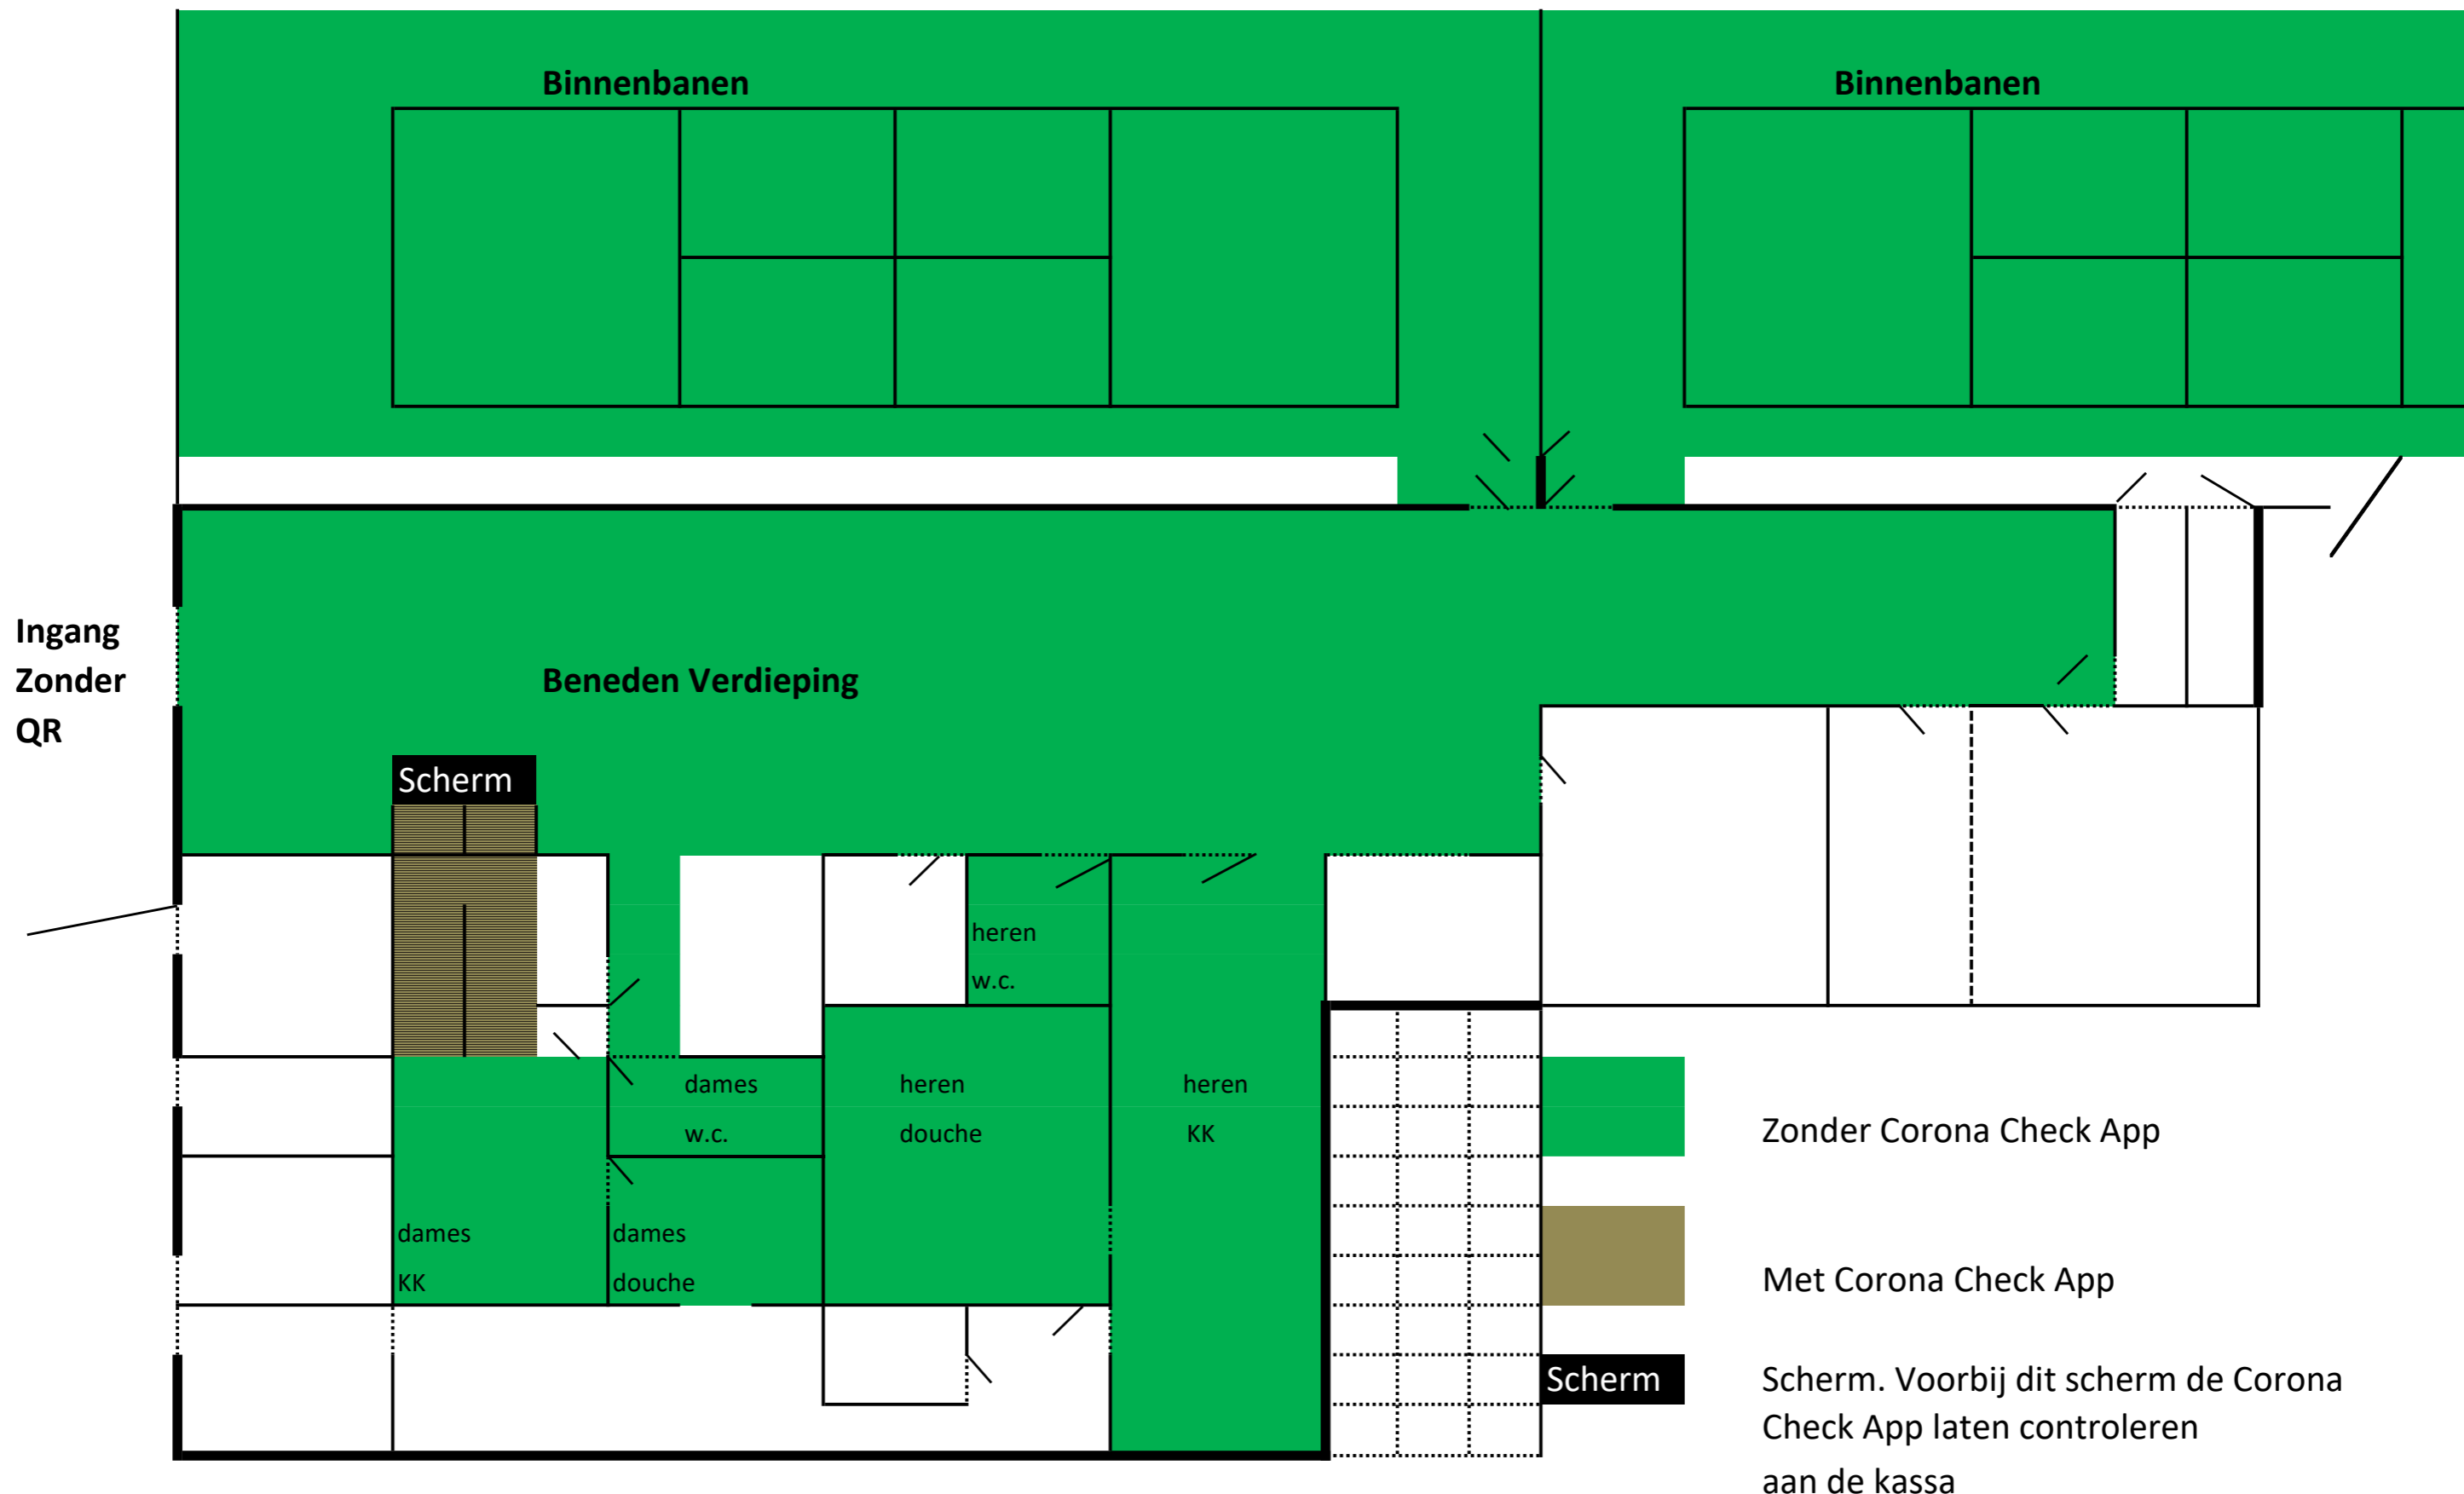 Binnenbanen
Binnenbanen
Ingang
Zonder
QR
Beneden Verdieping
Scherm
heren
w.c.
dames
w.c.
heren
douche
heren
KK
dames
KK
dames
douche
Zonder Corona Check App
Met Corona Check App
Scherm
Scherm. Voorbij dit scherm de Corona
Check App laten controleren
aan de kassa